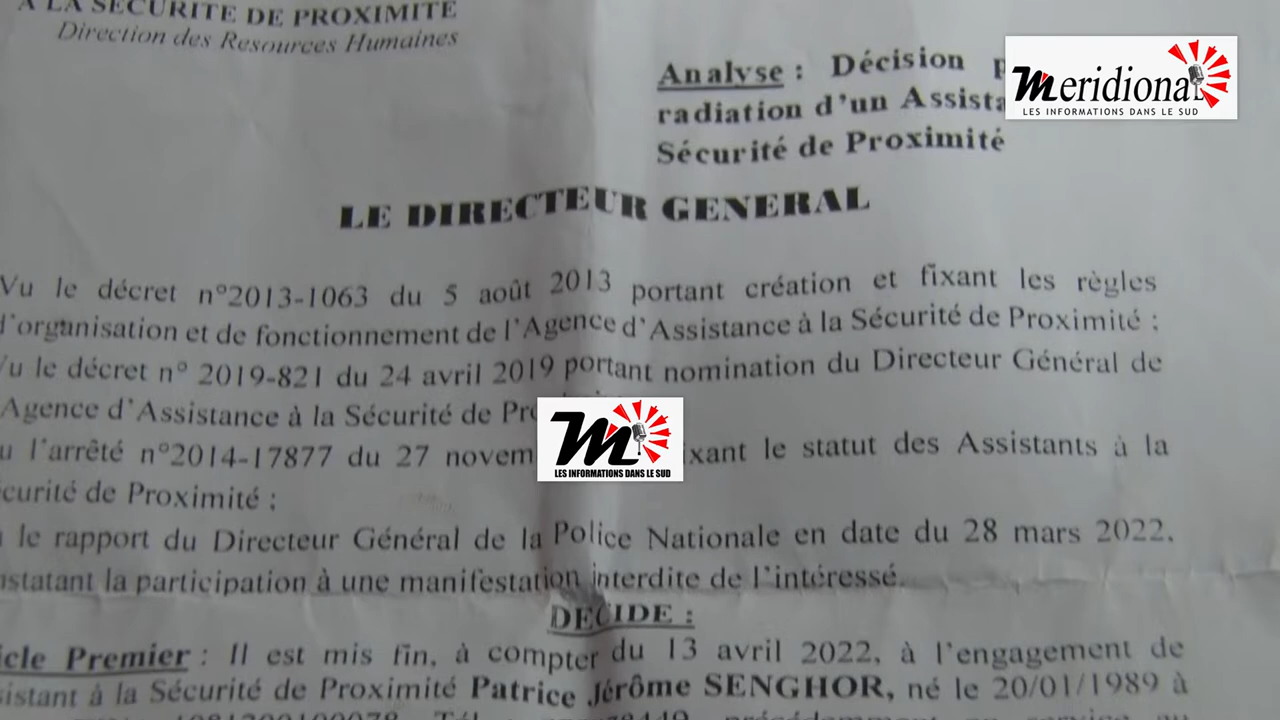 A LA SÉCURITÉ DE PROXIMITÉ
Direction des Resources Humaines
Analyse : Décision
radiation d'un
Sécurité de Proximité
Meridional
LES INFORMATIONS DANS LE SUD
LE DIRECTEUR GENERAL
Vu le décret n°2013-1063 du 5 août 2013 portant création et fixant les règles
d'organisation et de fonctionnement de l'Agence d'Assistance à la Sécurité de Proximité ;
Vu le décret n° 2019-821 du 24 avril 2019 portant nomination du Directeur Général de
Agence d'Assistance à la Sécurité de
M
LES INFORMATIONS DANS LE SUD
u l'arrêté n°2014-17877 du 27 novem ixant le statut des Assistants à la
curité de Proximité ;
le rapport du Directeur Général de la Police Nationale en date du 28 mars 2022,
nstatant la participation à une manifestation interdite de l'intéressé.
DECIDE :
icle Premier : Il est mis fin, à compter du 13 avril 2022, à l'engagement de
sistant à la Sécurité de Proximité Patrice Jérôme SENGHOR, né le 20/01/1989 à